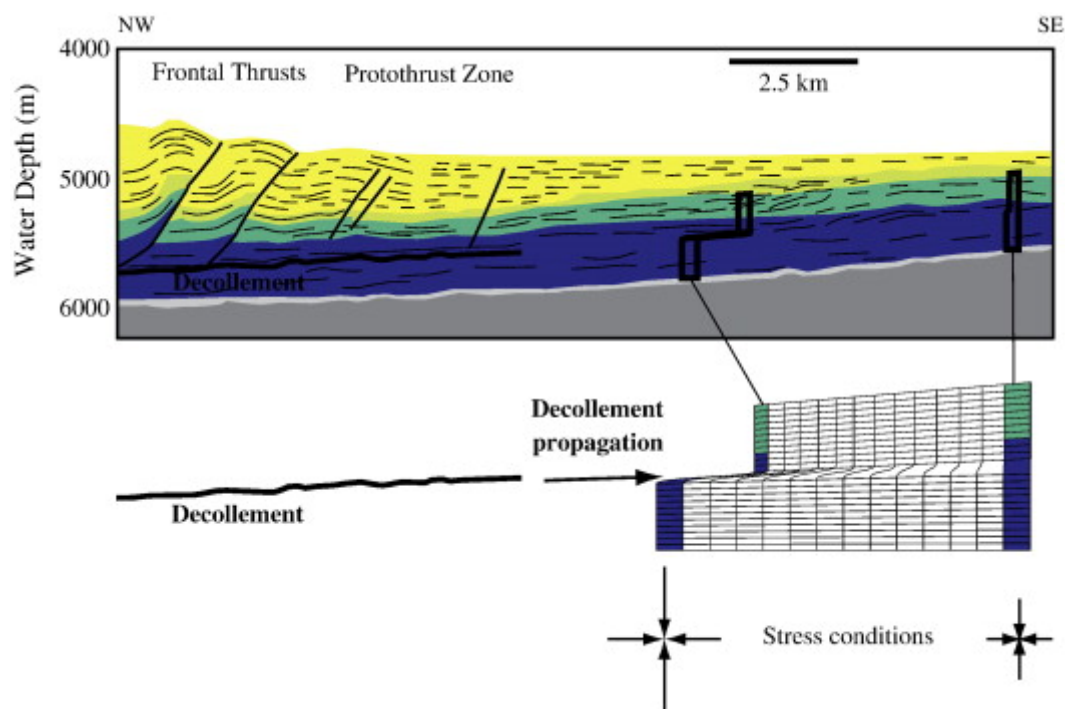 NW
SE
4000
Frontal Thrusts
Protothrust Zone
2.5 km
Water Depth (m)
5000
Decollement
6000
Decollement
propagation
Decollement
Stress conditions